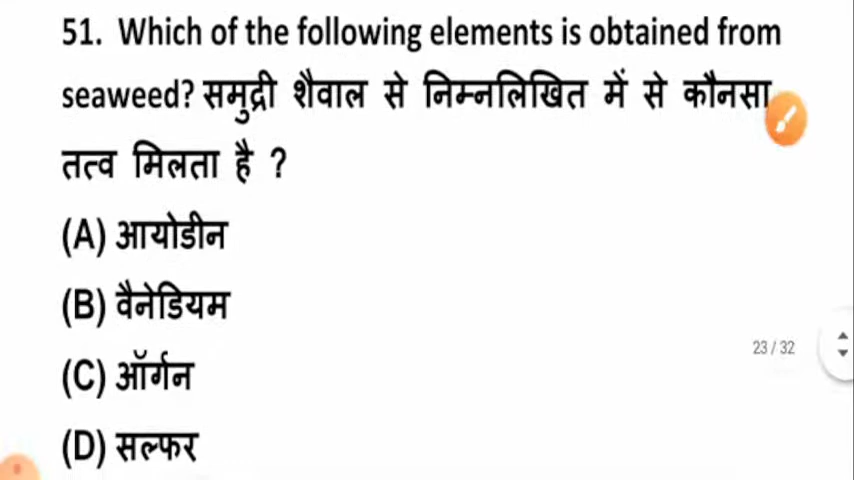 51. Which of the following elements is obtained from
seaweed? समुद्री शैवाल से निम्नलिखित में से कौनसा
तत्व मिलता है ?
(A) आयोडीन
(B) वैनेडियम
(C) ऑर्गन
(D) सल्फर
23 / 32